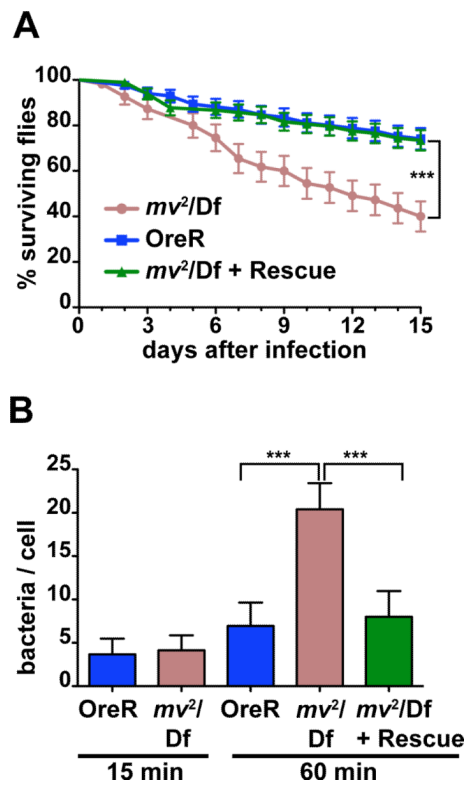 A
% surviving flies
100
80
60
40
20
0
mv²/Df
OreR
mv²/Df + Rescue
***
0 3 6 9 12 15
days after infection
B
bacteria / cell
25
20
15
10
5
0
*** ***
OreR mv²/ OreR mv²/ mv²/Df
Df Df + Rescue
15 min 60 min